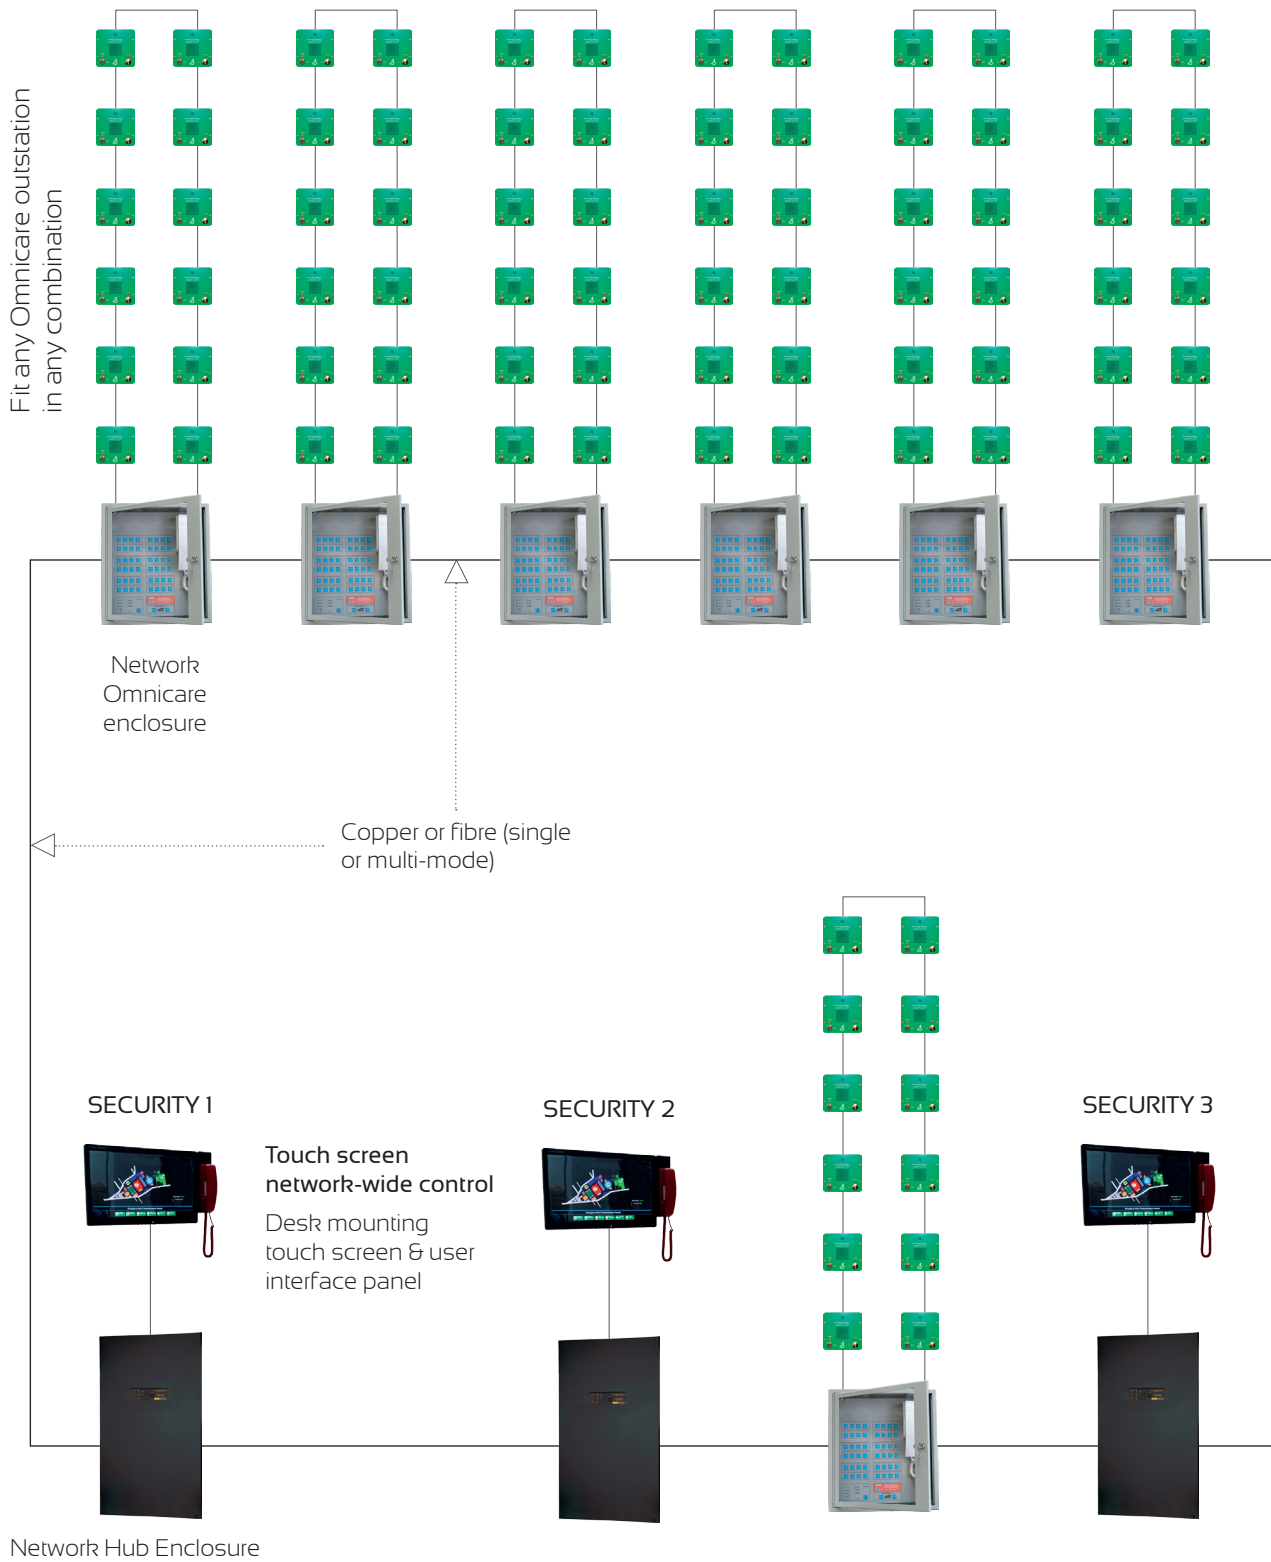 Fit any Omnicare outstation
in any combination
Network
Omnicare
enclosure
Copper or fibre (single
or multi-mode)
SECURITY 1
SECURITY 2
SECURITY 3
Touch screen
network-wide control
Desk mounting
touch screen & user
interface panel
Network Hub Enclosure